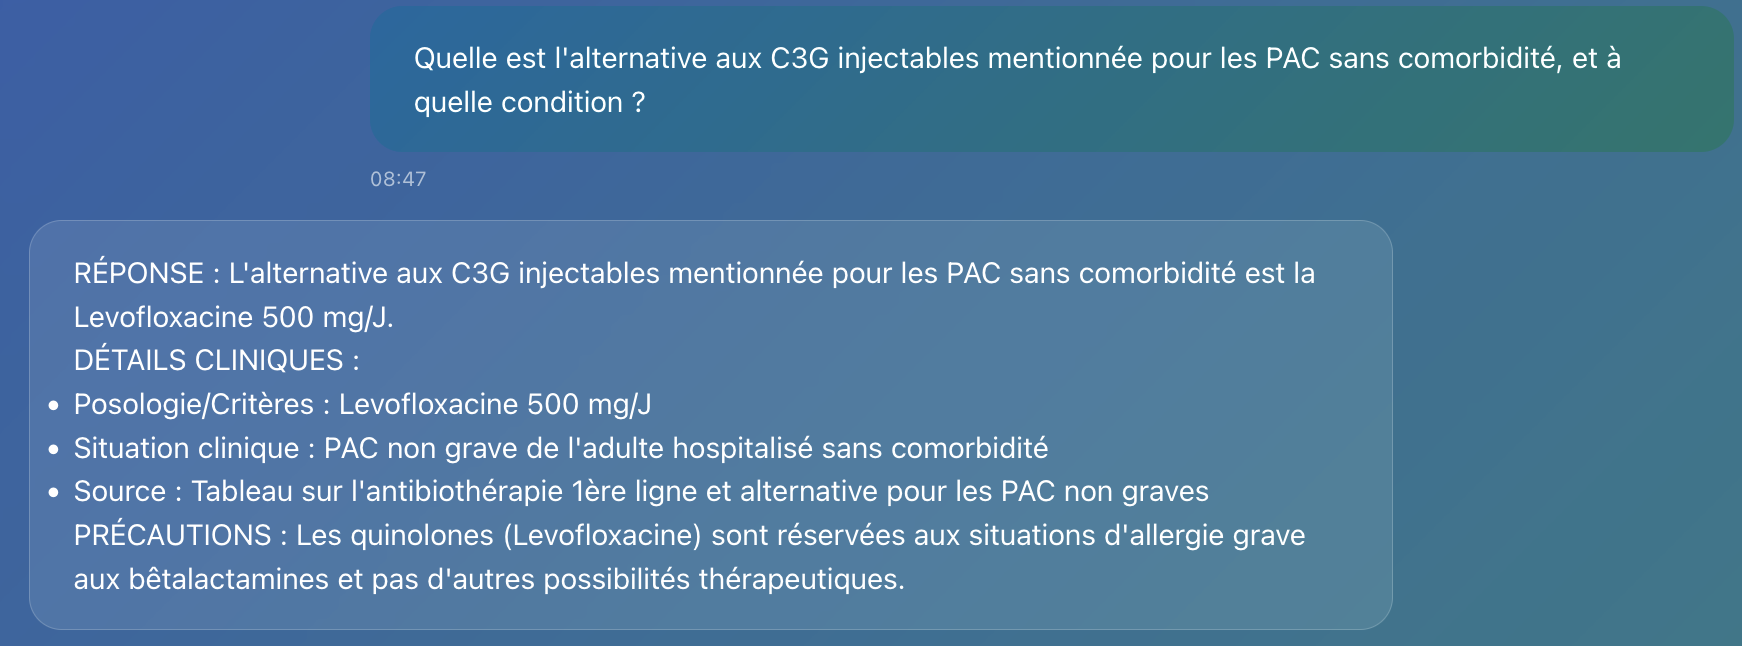 Quelle est l'alternative aux C3G injectables mentionnée pour les PAC sans comorbidité, et à
quelle condition ?
08:47
RÉPONSE : L'alternative aux C3G injectables mentionnée pour les PAC sans comorbidité est la
Levofloxacine 500 mg/J.
DÉTAILS CLINIQUES :
• Posologie/Critères : Levofloxacine 500 mg/J
• Situation clinique : PAC non grave de l'adulte hospitalisé sans comorbidité
• Source : Tableau sur l'antibiothérapie 1ère ligne et alternative pour les PAC non graves
PRÉCAUTIONS : Les quinolones (Levofloxacine) sont réservées aux situations d'allergie grave
aux bêtalactamines et pas d'autres possibilités thérapeutiques.